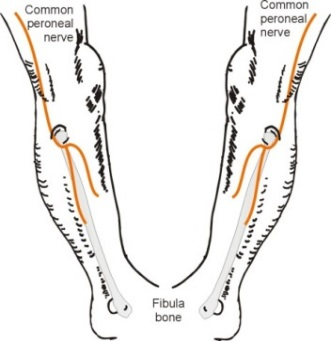 Common
peroneal
nerve
Common
peroneal
nerve
Fibula
bone